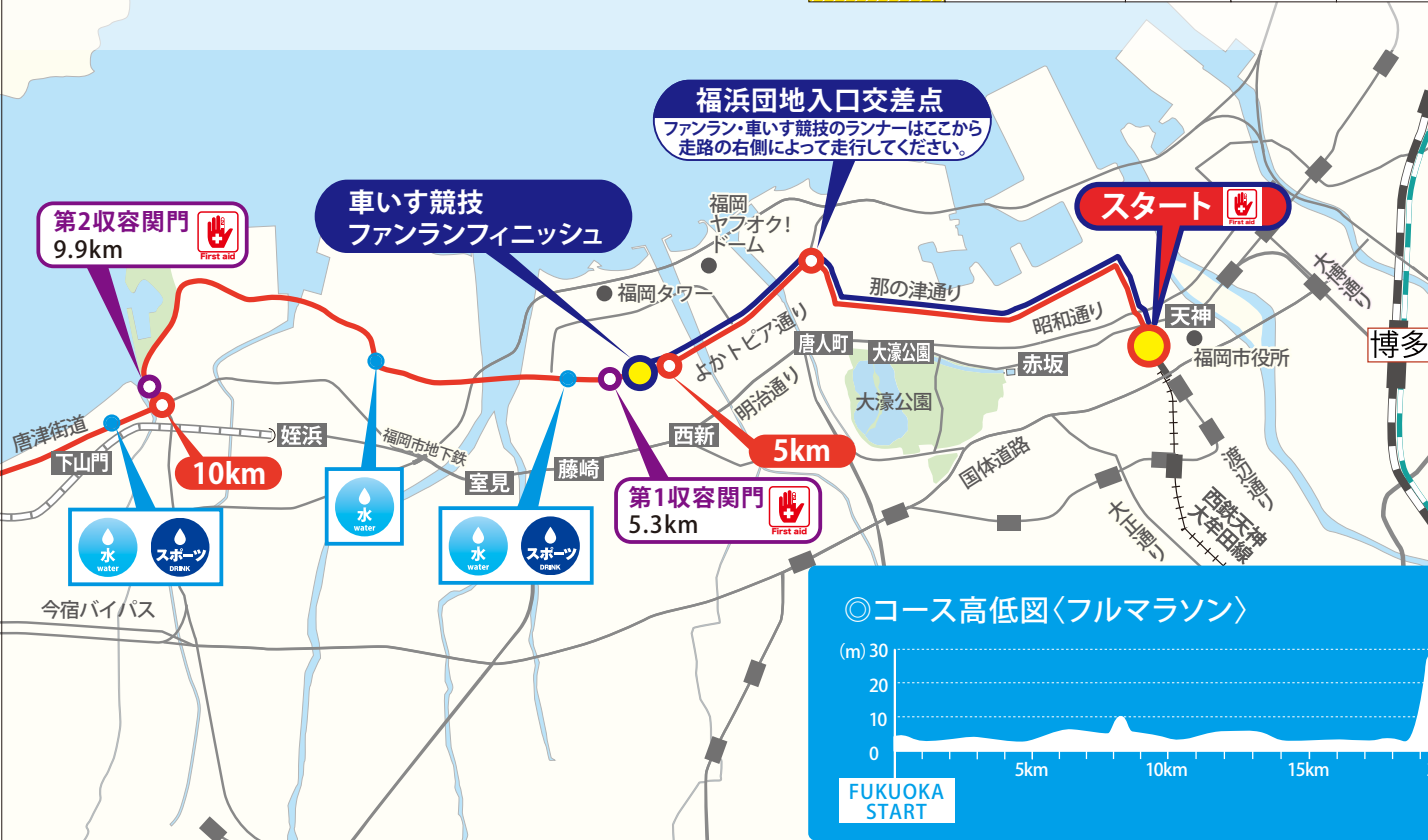 福浜団地入口交差点
ファンラン・車いす競技のランナーはここから
走路の右側によって走行してください。
車いす競技
ファンランフィニッシュ
スタート
First aid
第2収容関門
9.9km
First aid
福岡
ヤフオク!
ドーム
福岡タワー
那の津通り
昭和通り
大博通り
天神
福岡市役所
博多
よかトピア通り
唐人町
大濠公園
赤坂
大濠公園
明治通り
国体道路
渡辺通り
西鉄天神
大牟田線
大正通り
唐津街道
下山門
姪浜
福岡市地下鉄
室見
藤崎
西新
10km
5km
第1収容関門
5.3km
First aid
水
water
水
water
スポーツ
DRINK
水
water
スポーツ
DRINK
今宿バイパス
◎コース高低図〈フルマラソン〉
(m) 30
20
10
0
5km
10km
15km
FUKUOKA
START